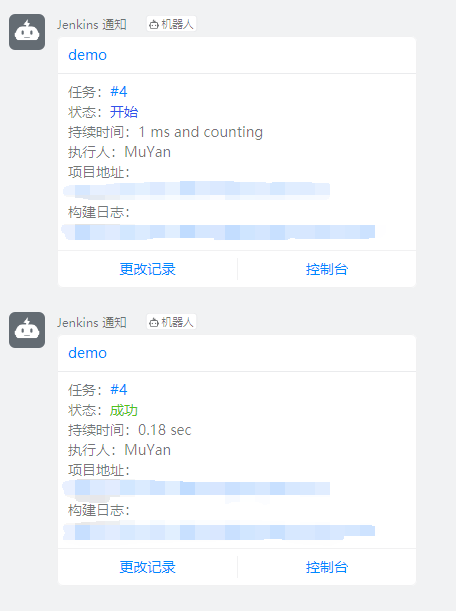 Jenkins 通知 机器人
demo
任务：#4
状态：开始
持续时间：1 ms and counting
执行人：MuYan
项目地址：
构建日志：
更改记录 控制台
Jenkins 通知 机器人
demo
任务：#4
状态：成功
持续时间：0.18 sec
执行人：MuYan
项目地址：
构建日志：
更改记录 控制台